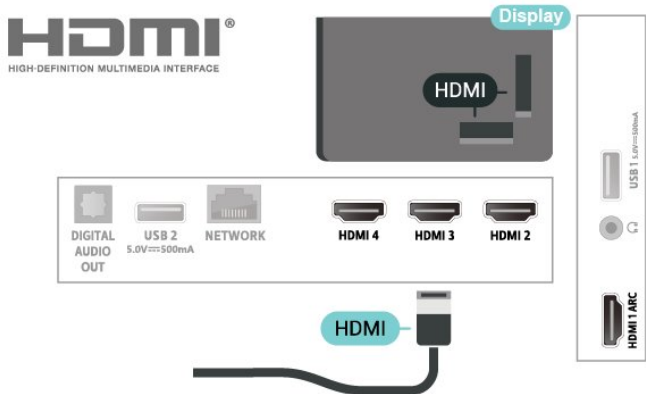 HDMI®
HIGH-DEFINITION MULTIMEDIA INTERFACE
Display
HDMI
DIGITAL
AUDIO
OUT
USB 2
5.0V⎓500mA
NETWORK
HDMI 4
HDMI 3
HDMI 2
HDMI
USB 1 5.0V⎓500mA
HDMI 1 ARC